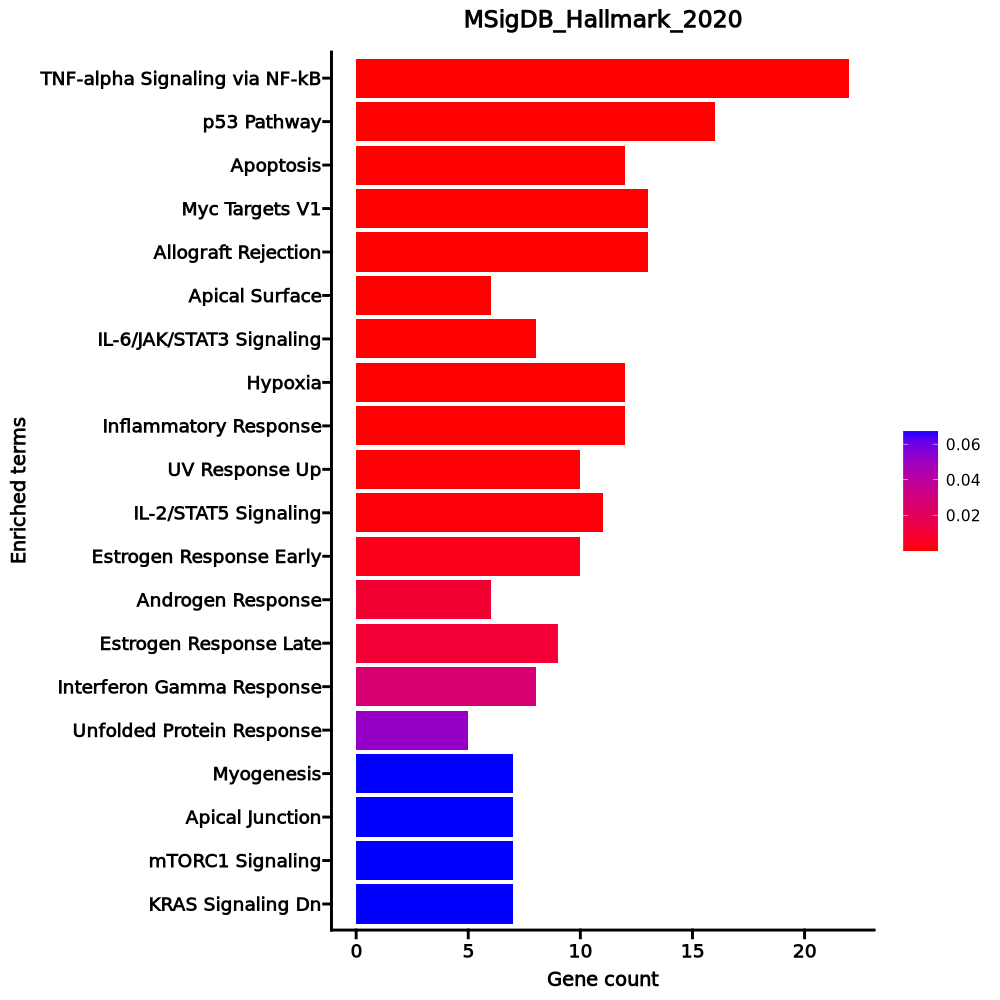 MSigDB_Hallmark_2020
TNF-alpha Signaling via NF-kB
p53 Pathway
Apoptosis
Myc Targets V1
Allograft Rejection
Apical Surface
IL-6/JAK/STAT3 Signaling
Hypoxia
Inflammatory Response
UV Response Up
IL-2/STAT5 Signaling
Estrogen Response Early
Androgen Response
Estrogen Response Late
Interferon Gamma Response
Unfolded Protein Response
Myogenesis
Apical Junction
mTORC1 Signaling
KRAS Signaling Dn
Enriched terms
0 5 10 15 20
Gene count
0.06
0.04
0.02